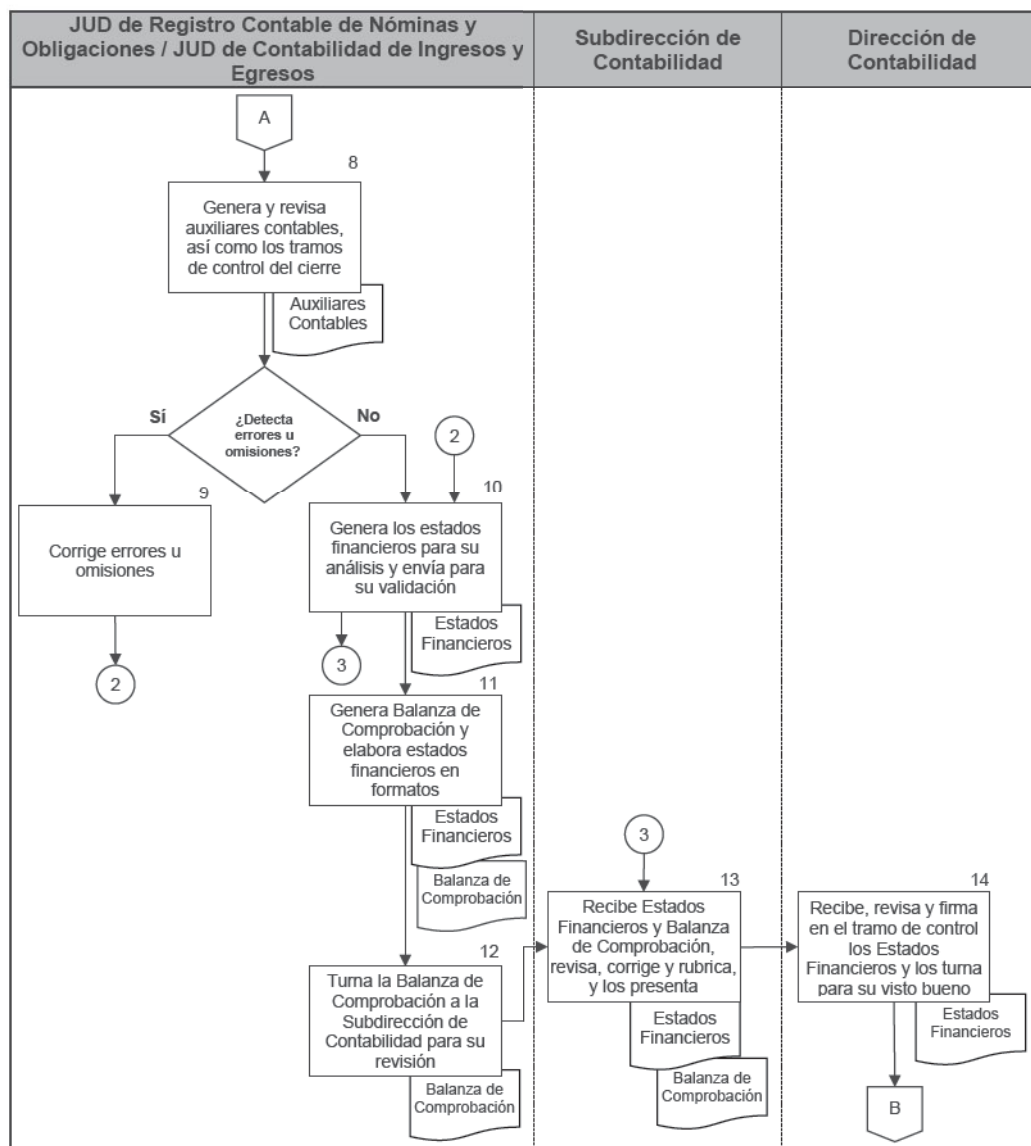 JUD de Registro Contable de Nóminas y
Obligaciones / JUD de Contabilidad de Ingresos y
Egresos
Subdirección de
Contabilidad
Dirección de
Contabilidad
A
8
Genera y revisa
auxiliares contables,
así como los tramos
de control del cierre
Auxiliares
Contables
¿Detecta
errores u
omisiones?
Sí
No
2
9
Corrige errores u
omisiones
2
10
Genera los estados
financieros para su
análisis y envía para
su validación
Estados
Financieros
3
11
Genera Balanza de
Comprobación y
elabora estados
financieros en
formatos
Estados
Financieros
Balanza de
Comprobación
12
Turna la Balanza de
Comprobación a la
Subdirección de
Contabilidad para su
revisión
Balanza de
Comprobación
3
13
Recibe Estados
Financieros y Balanza
de Comprobación,
revisa, corrige y rubrica,
y los presenta
Estados
Financieros
Balanza de
Comprobación
14
Recibe, revisa y firma
en el tramo de control
los Estados
Financieros y los turna
para su visto bueno
Estados
Financieros
B